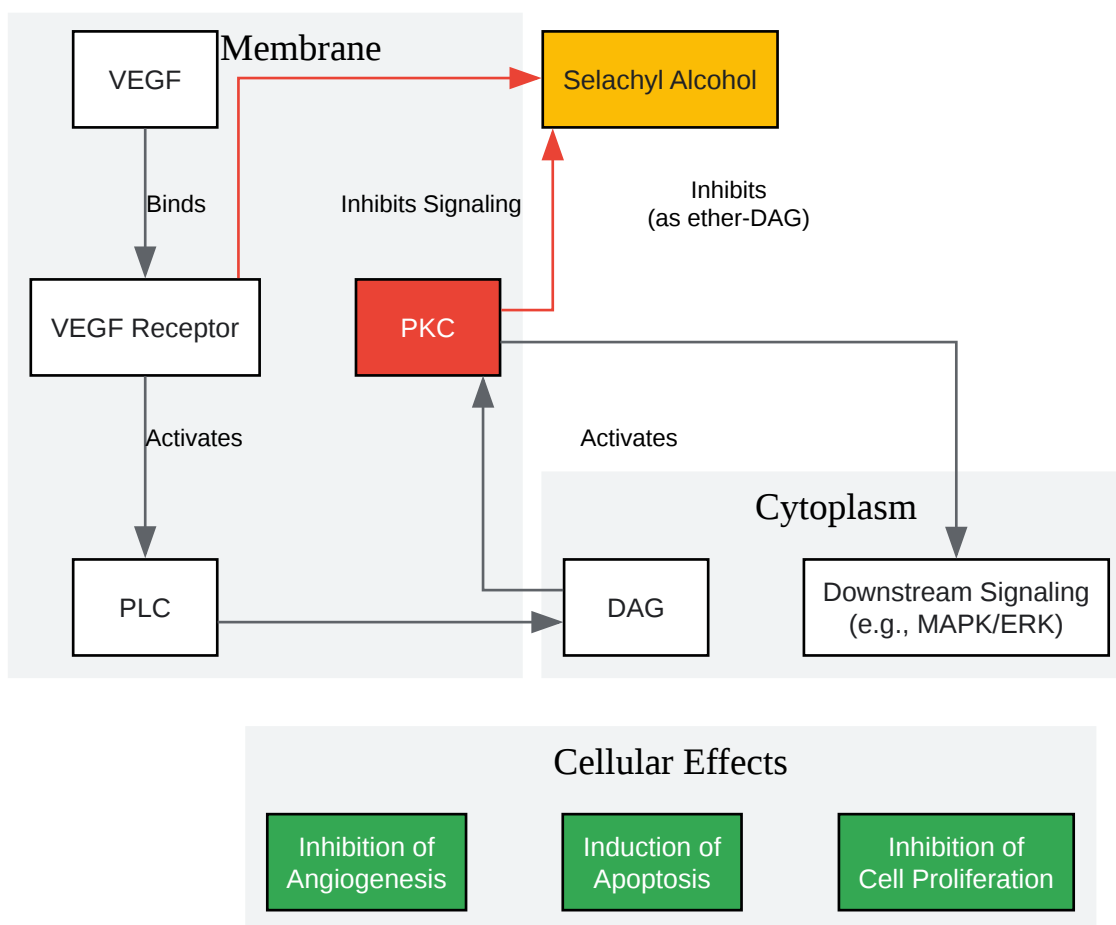 Membrane
VEGF
Selachyl Alcohol
Binds
Inhibits Signaling
Inhibits
(as ether-DAG)
VEGF Receptor
PKC
Activates
Activates
Cytoplasm
PLC
DAG
Downstream Signaling
(e.g., MAPK/ERK)
Cellular Effects
Inhibition of
Angiogenesis
Induction of
Apoptosis
Inhibition of
Cell Proliferation